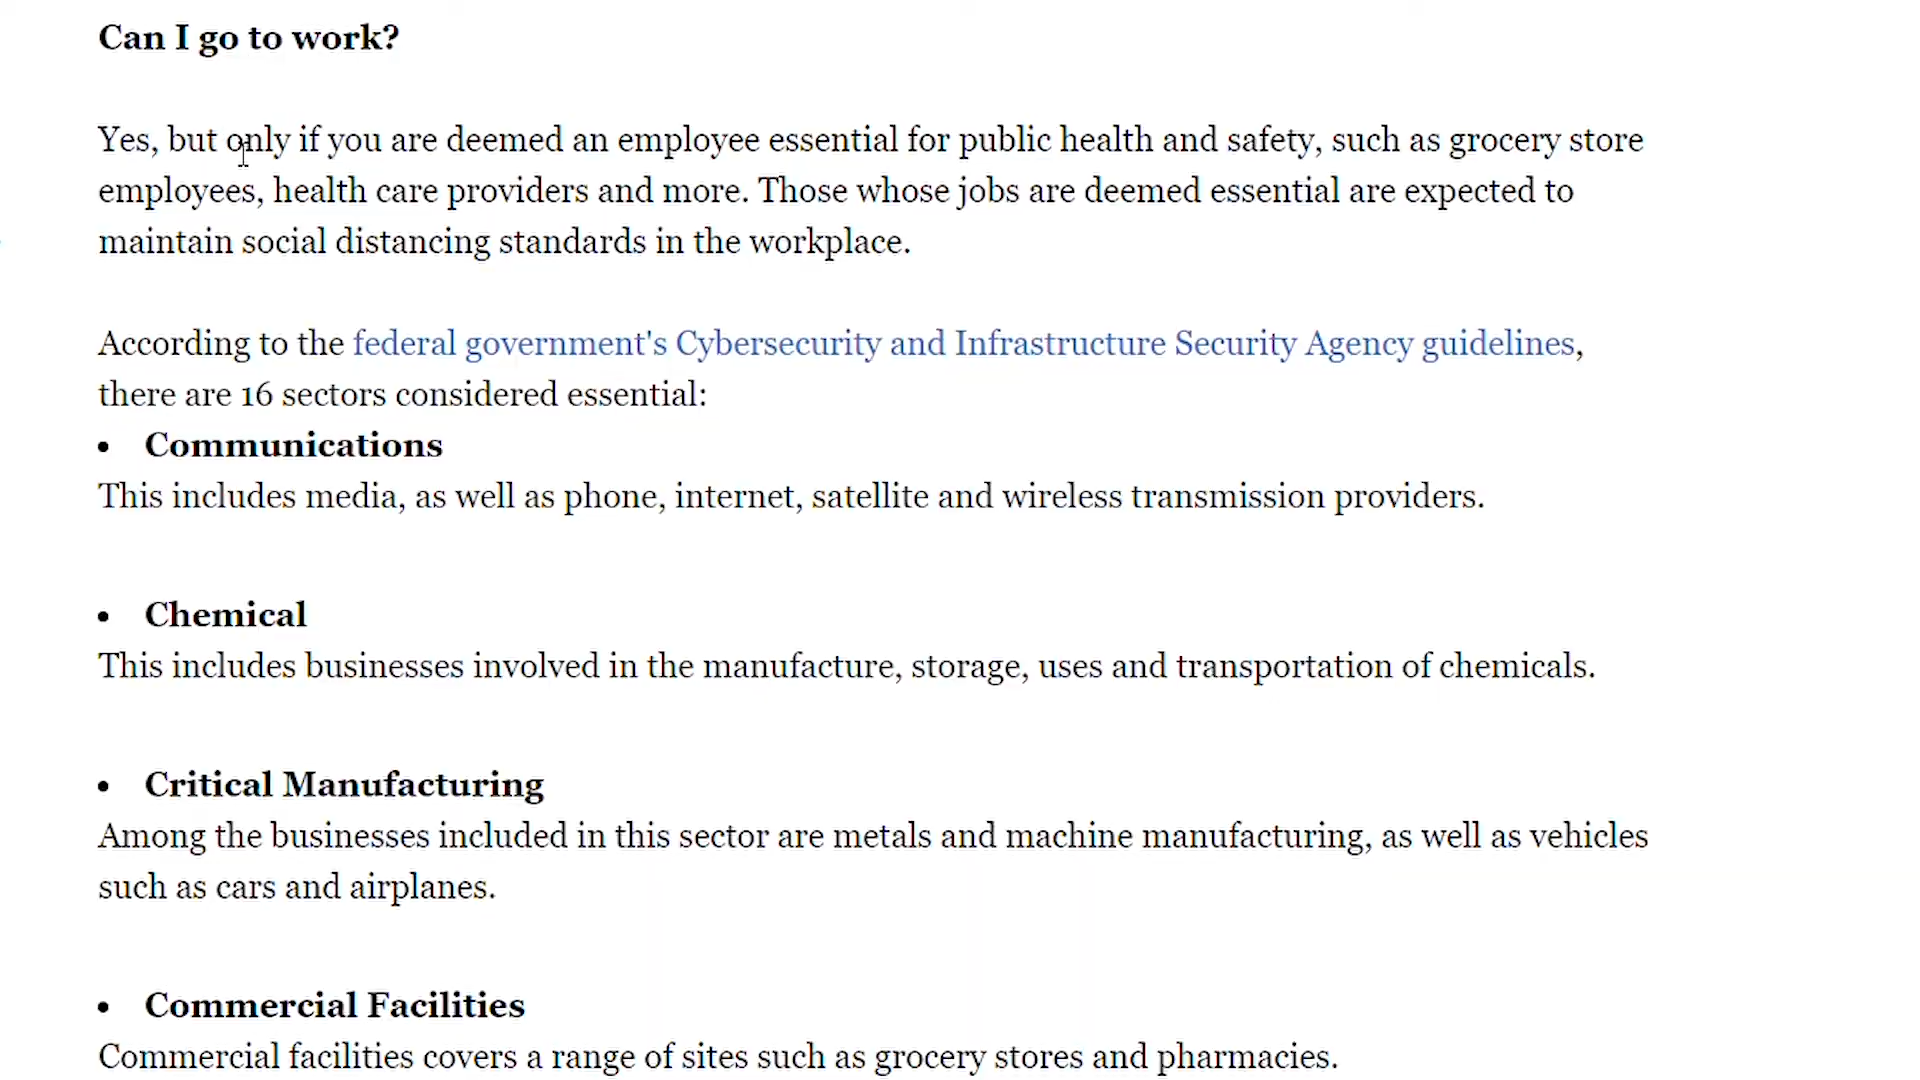 Can I go to work?
Yes, but only if you are deemed an employee essential for public health and safety, such as grocery store
employees, health care providers and more. Those whose jobs are deemed essential are expected to
maintain social distancing standards in the workplace.
According to the federal government's Cybersecurity and Infrastructure Security Agency guidelines,
there are 16 sectors considered essential:
• Communications
This includes media, as well as phone, internet, satellite and wireless transmission providers.
• Chemical
This includes businesses involved in the manufacture, storage, uses and transportation of chemicals.
• Critical Manufacturing
Among the businesses included in this sector are metals and machine manufacturing, as well as vehicles
such as cars and airplanes.
• Commercial Facilities
Commercial facilities covers a range of sites such as grocery stores and pharmacies.